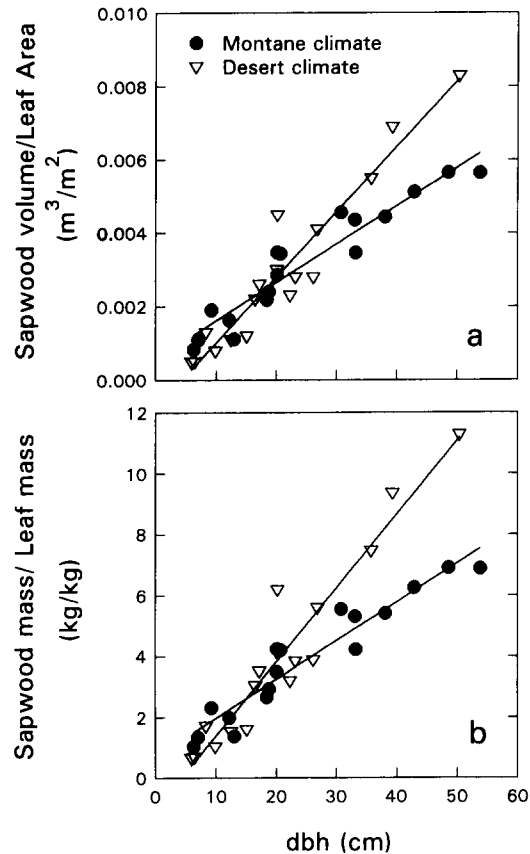 0.010
0.008
0.006
0.004
0.002
0.000
Sapwood volume/Leaf Area
(m³/m²)
● Montane climate
▽ Desert climate
a
12
10
8
6
4
2
0
Sapwood mass/ Leaf mass
(kg/kg)
b
0 10 20 30 40 50 60
dbh (cm)